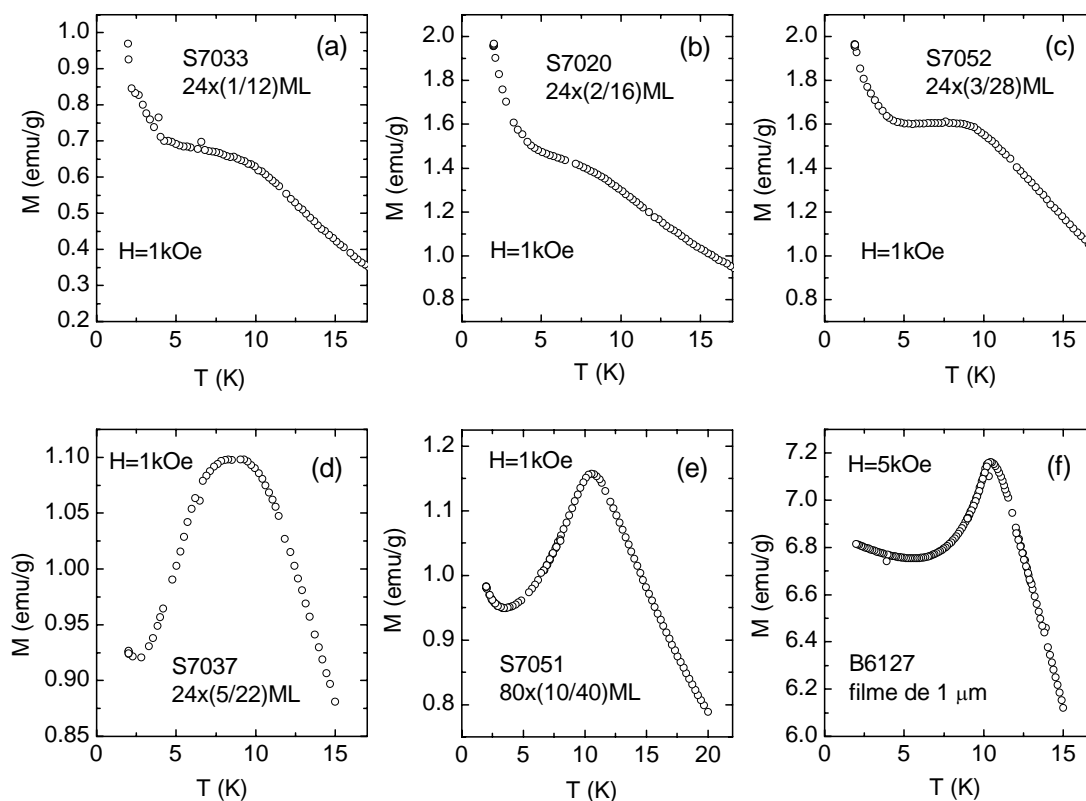 1.0
0.9
0.8
0.7
0.6
0.5
0.4
0.3
0.2
M (emu/g)
(a)
S7033
24x(1/12)ML
H=1kOe
0 5 10 15
T (K)
2.0
1.8
1.6
1.4
1.2
1.0
0.8
M (emu/g)
(b)
S7020
24x(2/16)ML
H=1kOe
0 5 10 15
T (K)
2.0
1.8
1.6
1.4
1.2
1.0
0.8
M (emu/g)
(c)
S7052
24x(3/28)ML
H=1kOe
0 5 10 15
T (K)
1.10
1.05
1.00
0.95
0.90
0.85
M (emu/g)
H=1kOe
(d)
S7037
24x(5/22)ML
0 5 10 15
T (K)
1.2
1.1
1.0
0.9
0.8
M (emu/g)
H=1kOe
(e)
S7051
80x(10/40)ML
0 5 10 15 20
T (K)
7.2
7.0
6.8
6.6
6.4
6.2
6.0
M (emu/g)
H=5kOe
(f)
B6127
filme de 1 μm
0 5 10 15
T (K)